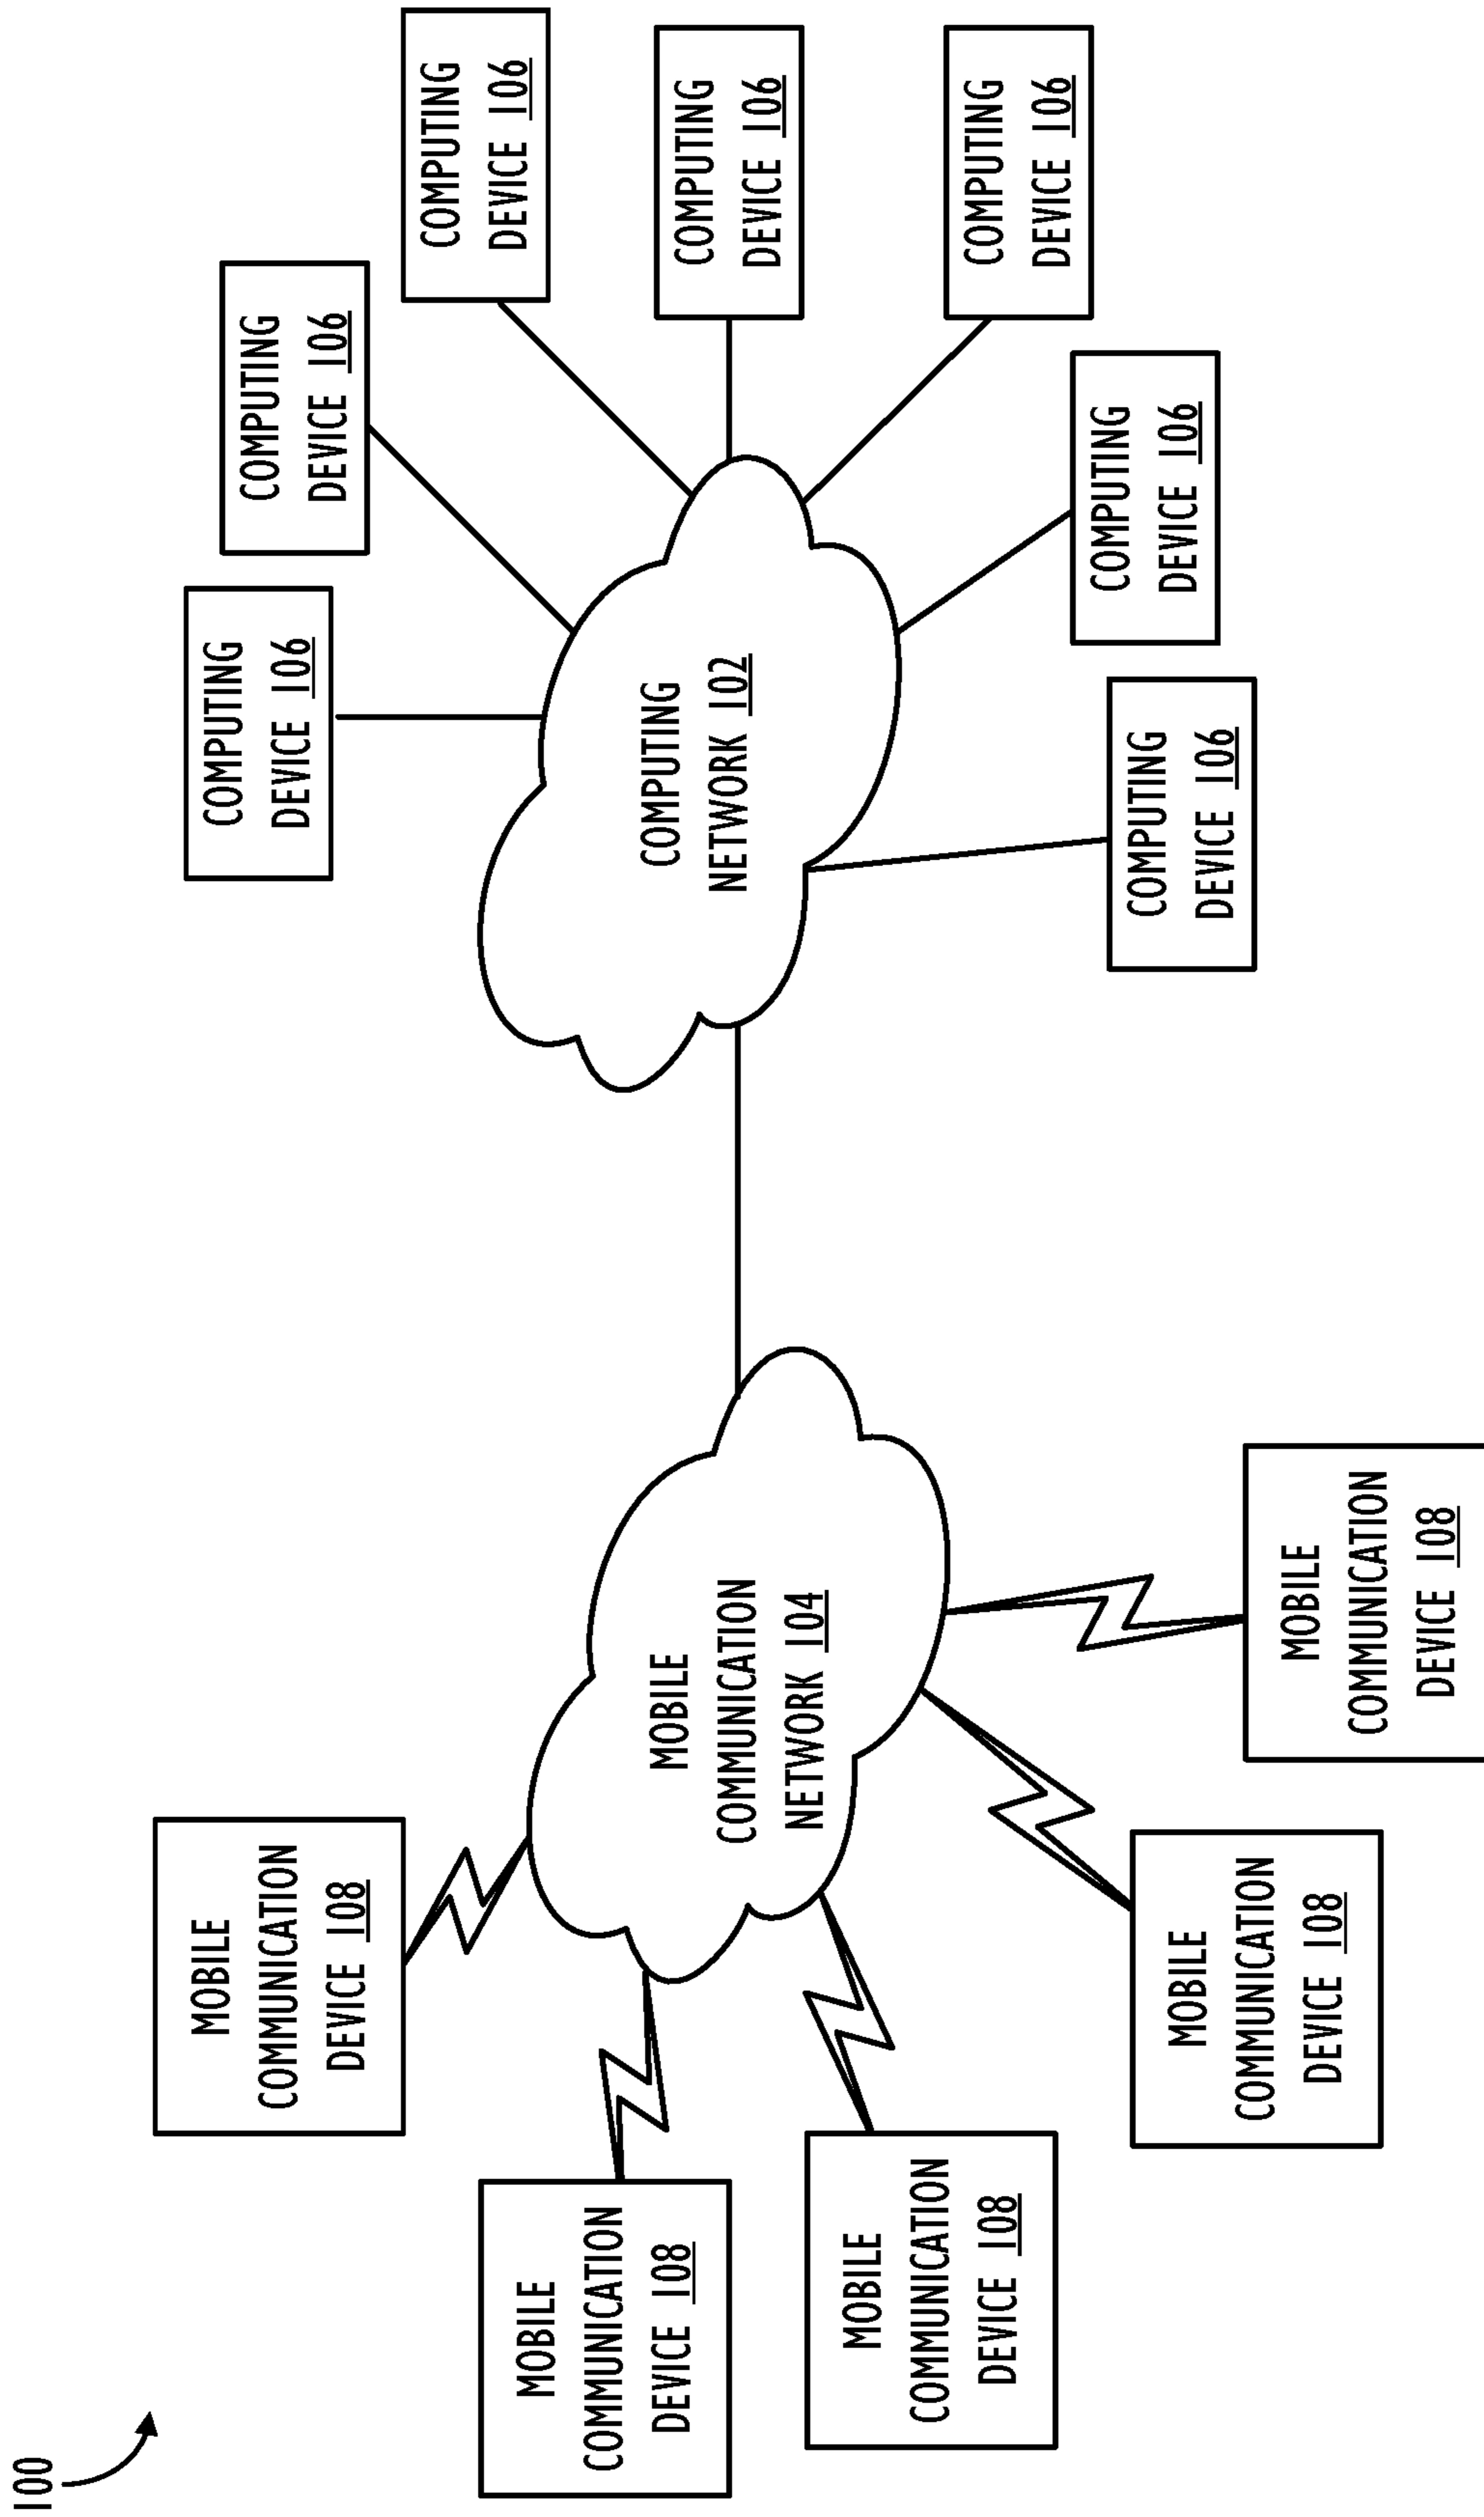 100
MOBILE
COMMUNICATION
DEVICE 108
COMPUTING
DEVICE 106
COMPUTING
DEVICE 106
COMPUTING
DEVICE 106
MOBILE
COMMUNICATION
DEVICE 108
MOBILE
COMMUNICATION
NETWORK 104
COMPUTING
NETWORK 102
COMPUTING
DEVICE 106
MOBILE
COMMUNICATION
DEVICE 108
COMPUTING
DEVICE 106
COMPUTING
DEVICE 106
COMPUTING
DEVICE 106
MOBILE
COMMUNICATION
DEVICE 108
MOBILE
COMMUNICATION
DEVICE 108